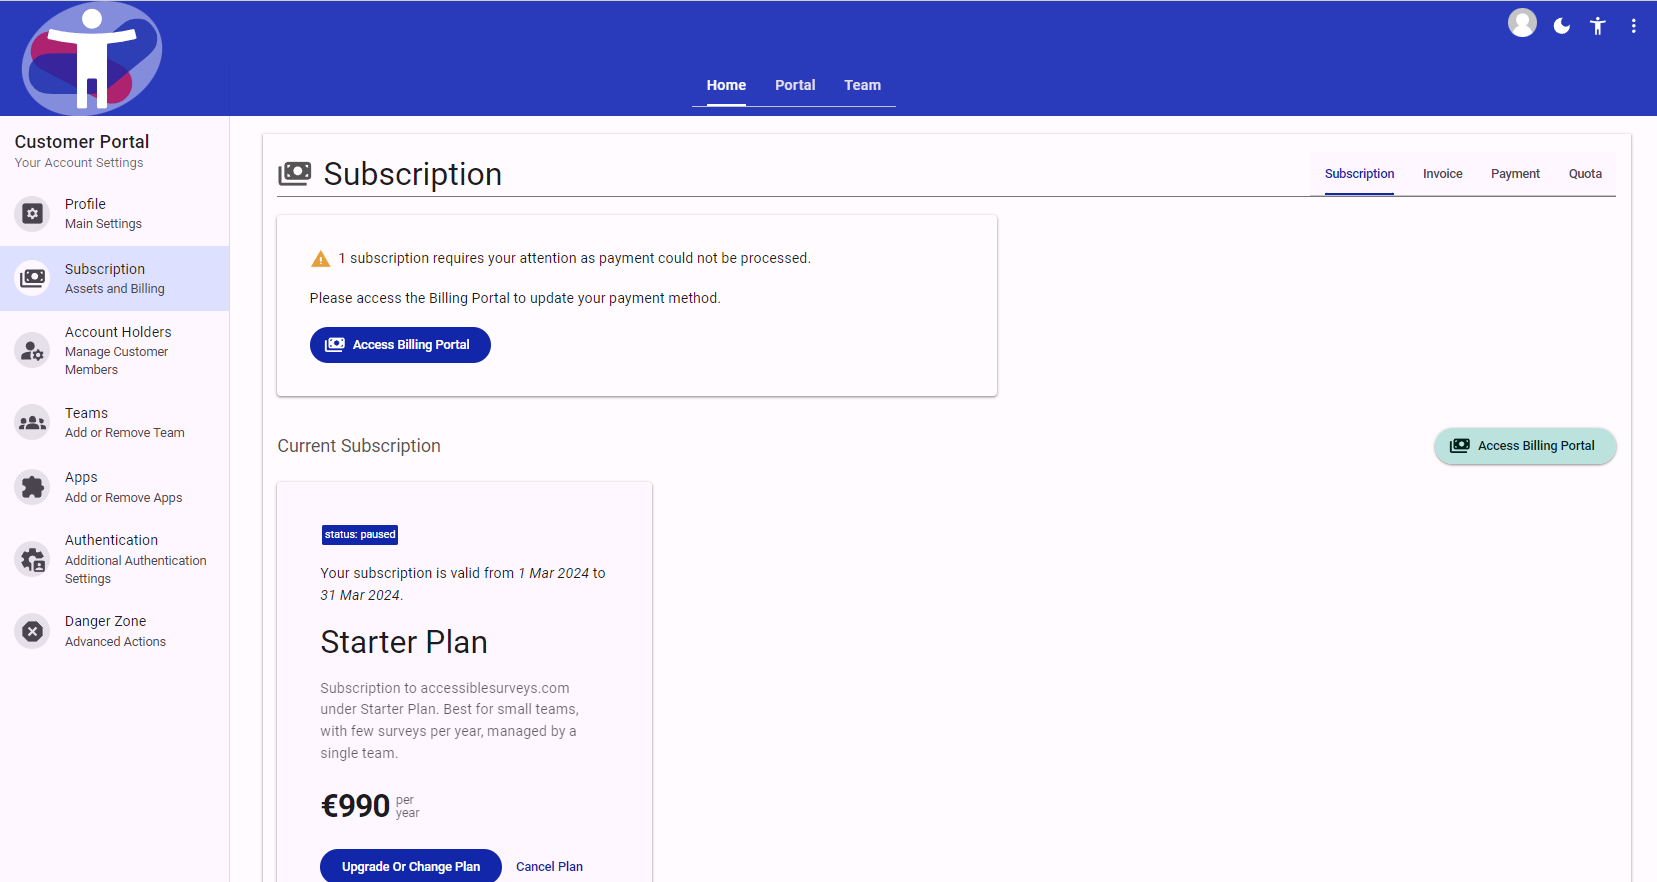 Home Portal Team
Customer Portal
Your Account Settings
Profile
Main Settings
Subscription
Assets and Billing
Account Holders
Manage Customer
Members
Teams
Add or Remove Team
Apps
Add or Remove Apps
Authentication
Additional Authentication
Settings
Danger Zone
Advanced Actions
Subscription
Subscription Invoice Payment Quota
1 subscription requires your attention as payment could not be processed.
Please access the Billing Portal to update your payment method.
Access Billing Portal
Current Subscription
Access Billing Portal
status: paused
Your subscription is valid from 1 Mar 2024 to
31 Mar 2024.
Starter Plan
Subscription to accessiblesurveys.com
under Starter Plan. Best for small teams,
with few surveys per year, managed by a
single team.
€990 per
year
Upgrade Or Change Plan Cancel Plan